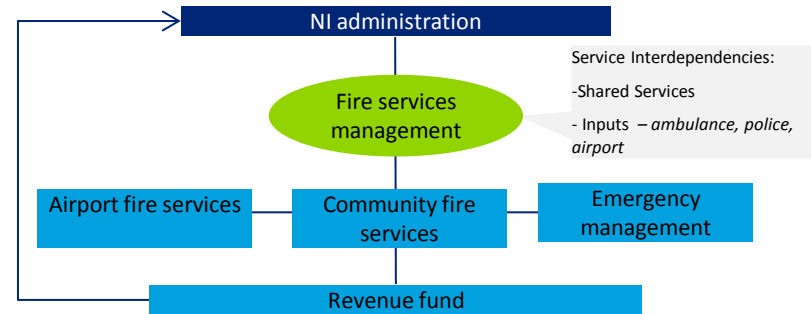 NI administration
Service Interdependencies:
-Shared Services
- Inputs – ambulance, police,
airport
Fire services
management
Airport fire services
Community fire
services
Emergency
management
Revenue fund